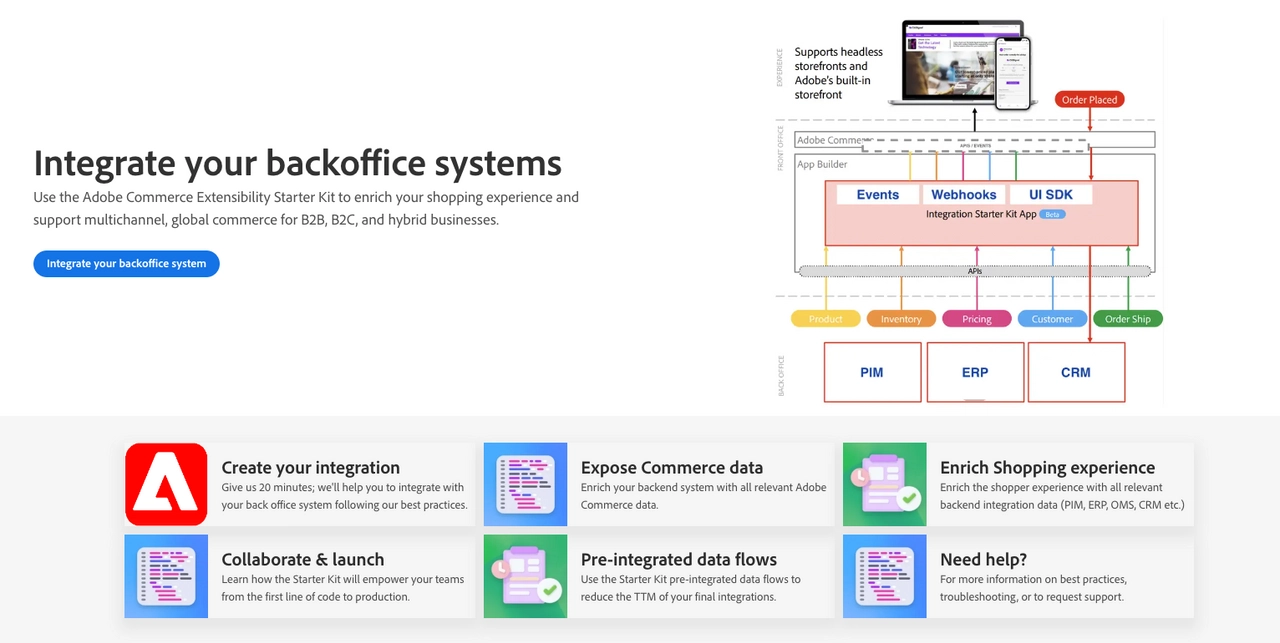 Integrate your backoffice systems
Use the Adobe Commerce Extensibility Starter Kit to enrich your shopping experience and
support multichannel, global commerce for B2B, B2C, and hybrid businesses.
Integrate your backoffice system
EXPERIENCE
Supports headless
storefronts and
Adobe's built-in
storefront
Order Placed
FRONT OFFICE
Adobe Comme
APIS / EVENTS
App Builder
Events
Webhooks
UI SDK
Integration Starter Kit App Beta
APIs
Product
Inventory
Pricing
Customer
Order Ship
BACK OFFICE
PIM
ERP
CRM
Create your integration
Give us 20 minutes; we'll help you to integrate with
your back office system following our best practices.
Expose Commerce data
Enrich your backend system with all relevant Adobe
Commerce data.
Enrich Shopping experience
Enrich the shopper experience with all relevant
backend integration data (PIM, ERP, OMS, CRM etc.)
Collaborate & launch
Learn how the Starter Kit will empower your teams
from the first line of code to production.
Pre-integrated data flows
Use the Starter Kit pre-integrated data flows to
reduce the TTM of your final integrations.
Need help?
For more information on best practices,
troubleshooting, or to request support.